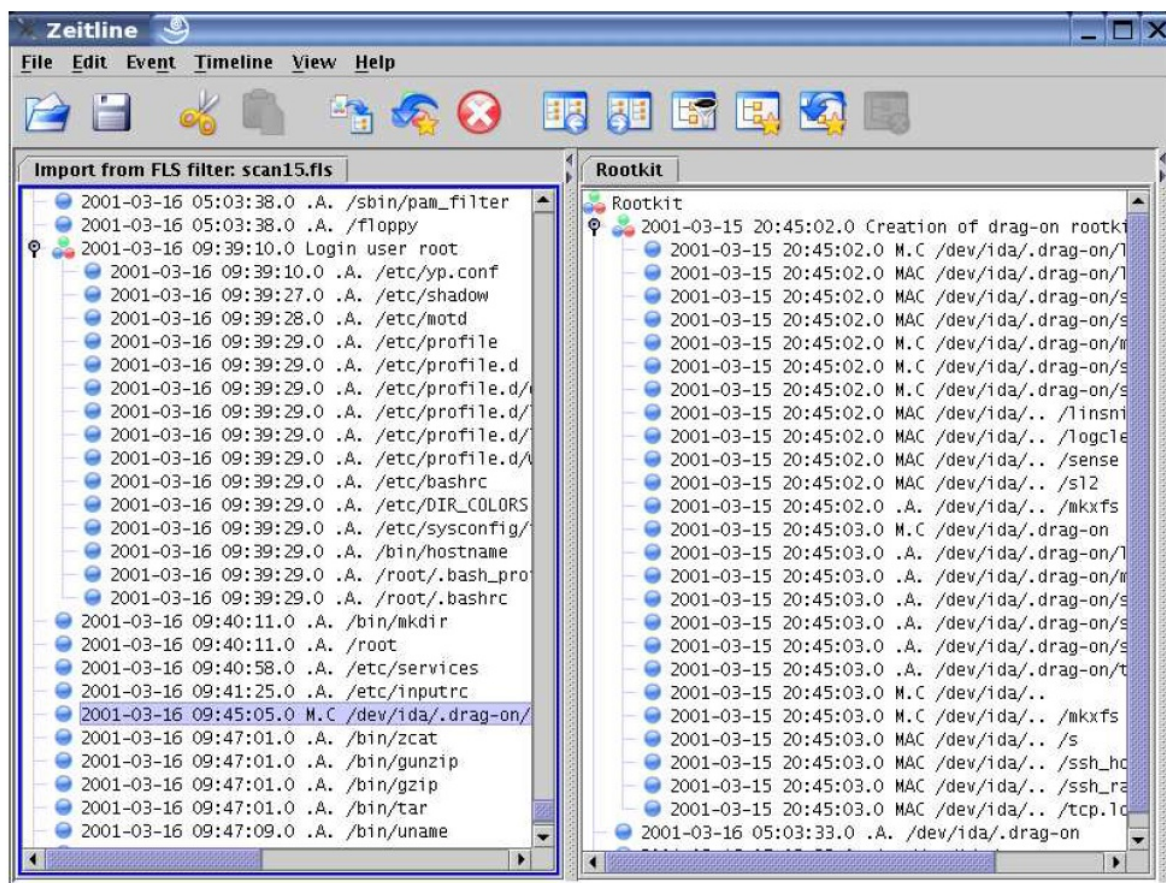 Zeitline
File Edit Event Timeline View Help
Import from FLS filter: scan15.fls
2001-03-16 05:03:38.0 .A. /sbin/pam_filter
2001-03-16 05:03:38.0 .A. /floppy
2001-03-16 09:39:10.0 Login user root
2001-03-16 09:39:10.0 .A. /etc/yp.conf
2001-03-16 09:39:27.0 .A. /etc/shadow
2001-03-16 09:39:28.0 .A. /etc/motd
2001-03-16 09:39:29.0 .A. /etc/profile
2001-03-16 09:39:29.0 .A. /etc/profile.d
2001-03-16 09:39:29.0 .A. /etc/profile.d/
2001-03-16 09:39:29.0 .A. /etc/profile.d/
2001-03-16 09:39:29.0 .A. /etc/profile.d/
2001-03-16 09:39:29.0 .A. /etc/profile.d/
2001-03-16 09:39:29.0 .A. /etc/bashrc
2001-03-16 09:39:29.0 .A. /etc/DIR_COLORS
2001-03-16 09:39:29.0 .A. /etc/sysconfig/
2001-03-16 09:39:29.0 .A. /bin/hostname
2001-03-16 09:39:29.0 .A. /root/.bash_pro
2001-03-16 09:39:29.0 .A. /root/.bashrc
2001-03-16 09:40:11.0 .A. /bin/mkdir
2001-03-16 09:40:11.0 .A. /root
2001-03-16 09:40:58.0 .A. /etc/services
2001-03-16 09:41:25.0 .A. /etc/inputrc
2001-03-16 09:45:05.0 M.C /dev/ida/.drag-on/
2001-03-16 09:47:01.0 .A. /bin/zcat
2001-03-16 09:47:01.0 .A. /bin/gunzip
2001-03-16 09:47:01.0 .A. /bin/gzip
2001-03-16 09:47:01.0 .A. /bin/tar
2001-03-16 09:47:09.0 .A. /bin/uname
Rootkit
Rootkit
2001-03-15 20:45:02.0 Creation of drag-on rootki
2001-03-15 20:45:02.0 M.C /dev/ida/.drag-on/l
2001-03-15 20:45:02.0 MAC /dev/ida/.drag-on/l
2001-03-15 20:45:02.0 MAC /dev/ida/.drag-on/s
2001-03-15 20:45:02.0 MAC /dev/ida/.drag-on/s
2001-03-15 20:45:02.0 M.C /dev/ida/.drag-on/m
2001-03-15 20:45:02.0 M.C /dev/ida/.drag-on/s
2001-03-15 20:45:02.0 M.C /dev/ida/.drag-on/s
2001-03-15 20:45:02.0 MAC /dev/ida/.. /linsni
2001-03-15 20:45:02.0 MAC /dev/ida/.. /logcle
2001-03-15 20:45:02.0 MAC /dev/ida/.. /sense
2001-03-15 20:45:02.0 MAC /dev/ida/.. /sl2
2001-03-15 20:45:02.0 .A. /dev/ida/.. /mkxfs
2001-03-15 20:45:03.0 M.C /dev/ida/.drag-on
2001-03-15 20:45:03.0 .A. /dev/ida/.drag-on/l
2001-03-15 20:45:03.0 .A. /dev/ida/.drag-on/m
2001-03-15 20:45:03.0 .A. /dev/ida/.drag-on/s
2001-03-15 20:45:03.0 .A. /dev/ida/.drag-on/s
2001-03-15 20:45:03.0 .A. /dev/ida/.drag-on/s
2001-03-15 20:45:03.0 .A. /dev/ida/.drag-on/t
2001-03-15 20:45:03.0 M.C /dev/ida/..
2001-03-15 20:45:03.0 M.C /dev/ida/.. /mkxfs
2001-03-15 20:45:03.0 MAC /dev/ida/.. /s
2001-03-15 20:45:03.0 MAC /dev/ida/.. /ssh_ho
2001-03-15 20:45:03.0 MAC /dev/ida/.. /ssh_ra
2001-03-15 20:45:03.0 MAC /dev/ida/.. /tcp.lo
2001-03-16 05:03:33.0 .A. /dev/ida/.drag-on